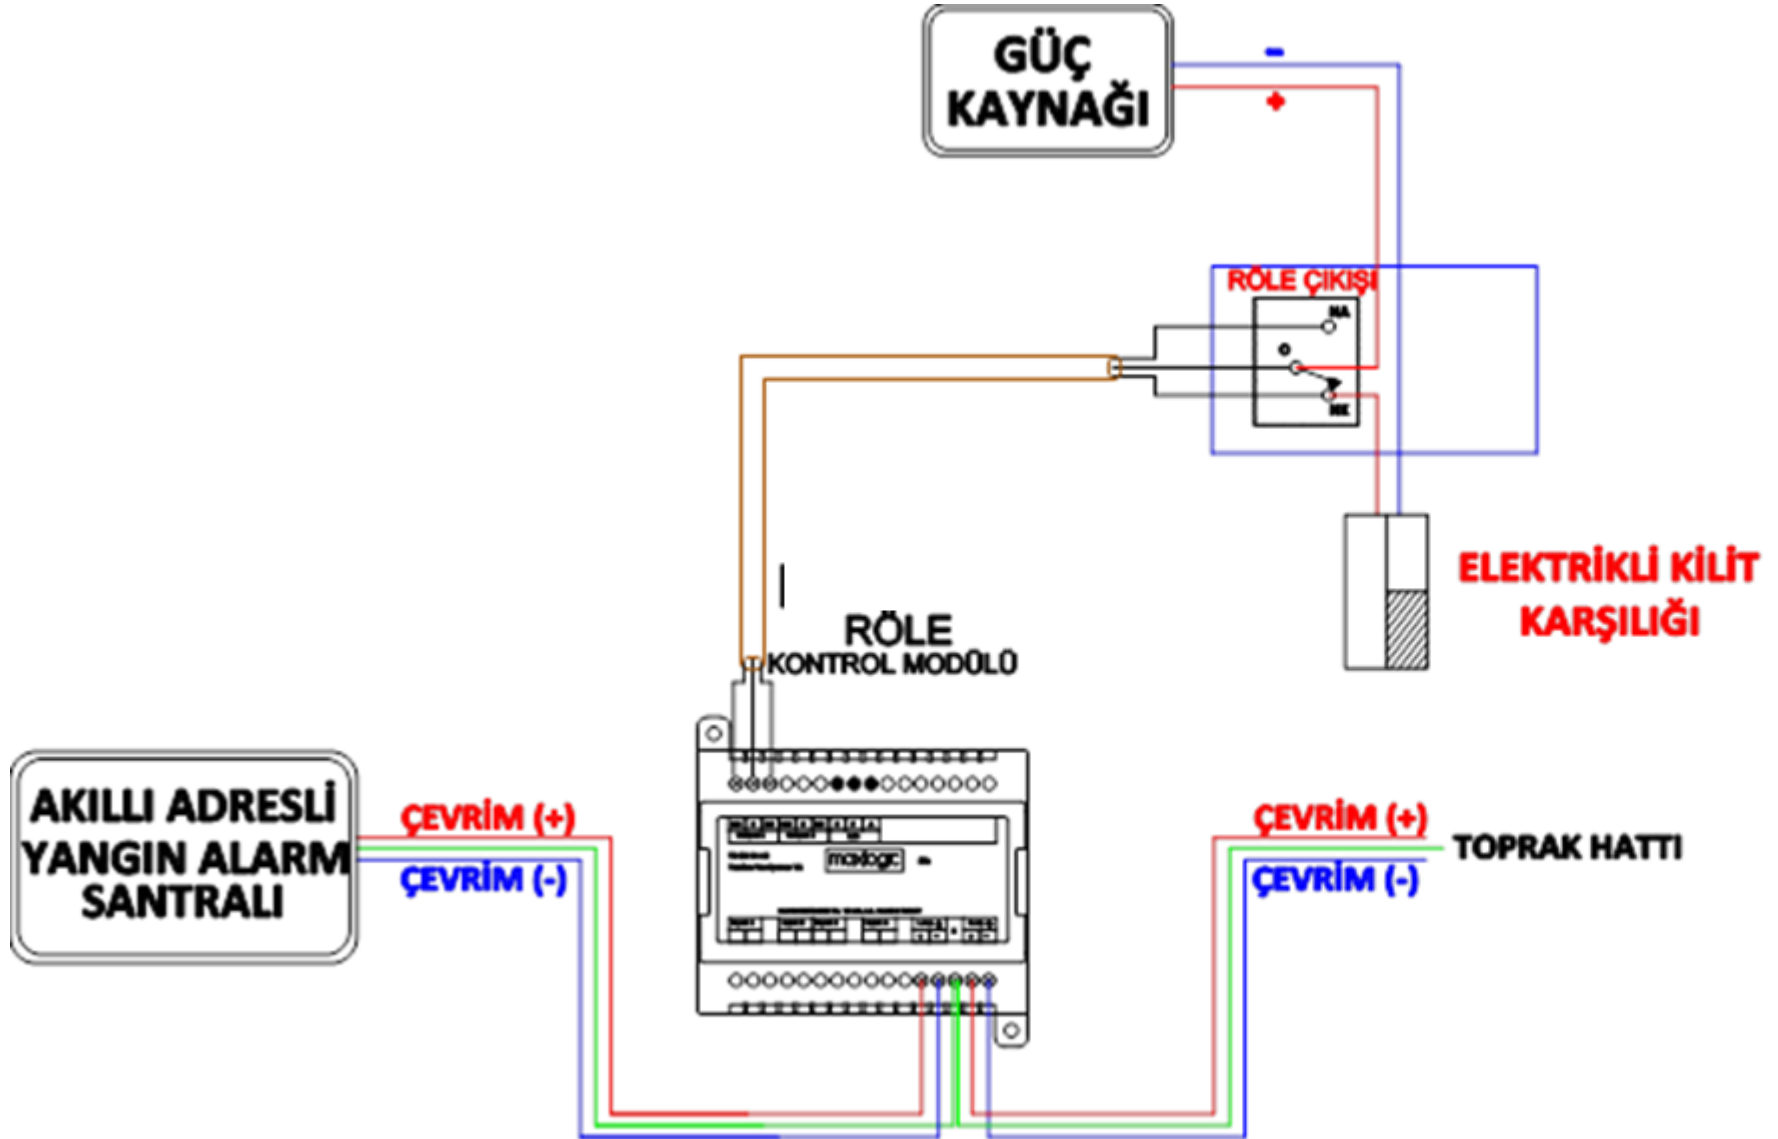 GÜÇ
KAYNAĞI
-
+
RÖLE ÇIKIŞI
NA
O
NK
ELEKTRİKLİ KİLİT
KARŞILIĞI
RÖLE
KONTROL MODÜLÜ
AKILLI ADRESLİ
YANGIN ALARM
SANTRALI
ÇEVRİM (+)
ÇEVRİM (-)
maxlogic
ÇEVRİM (+)
TOPRAK HATTI
ÇEVRİM (-)